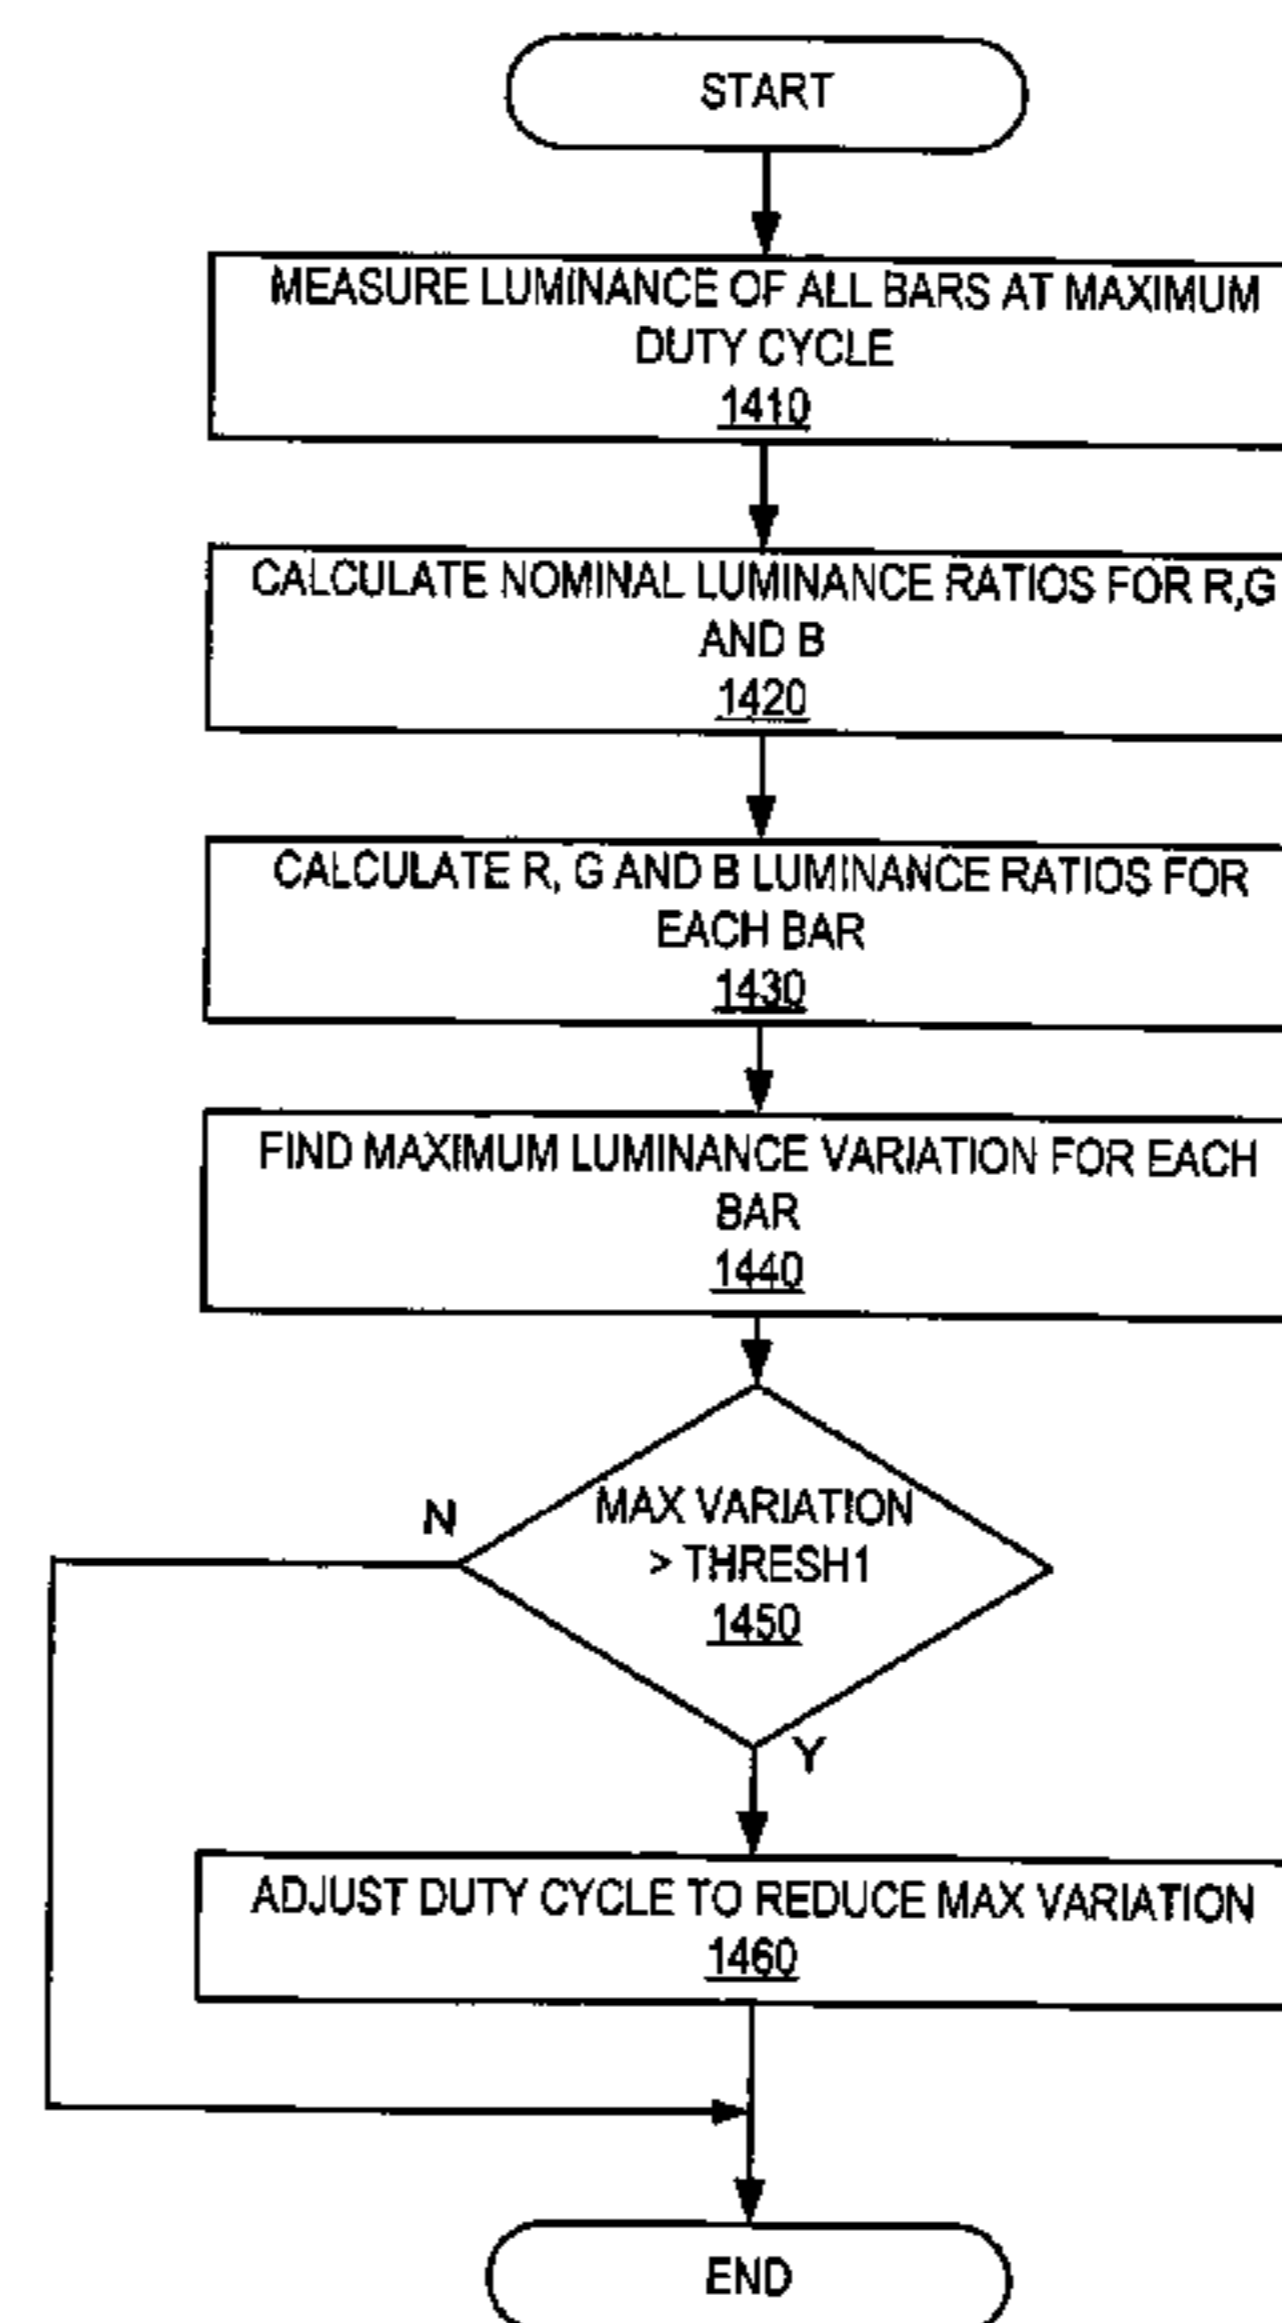 START
MEASURE LUMINANCE OF ALL BARS AT MAXIMUM
DUTY CYCLE
1410
CALCULATE NOMINAL LUMINANCE RATIOS FOR R,G
AND B
1420
CALCULATE R, G AND B LUMINANCE RATIOS FOR
EACH BAR
1430
FIND MAXIMUM LUMINANCE VARIATION FOR EACH
BAR
1440
N
MAX VARIATION
> THRESH1
1450
Y
ADJUST DUTY CYCLE TO REDUCE MAX VARIATION
1460
END